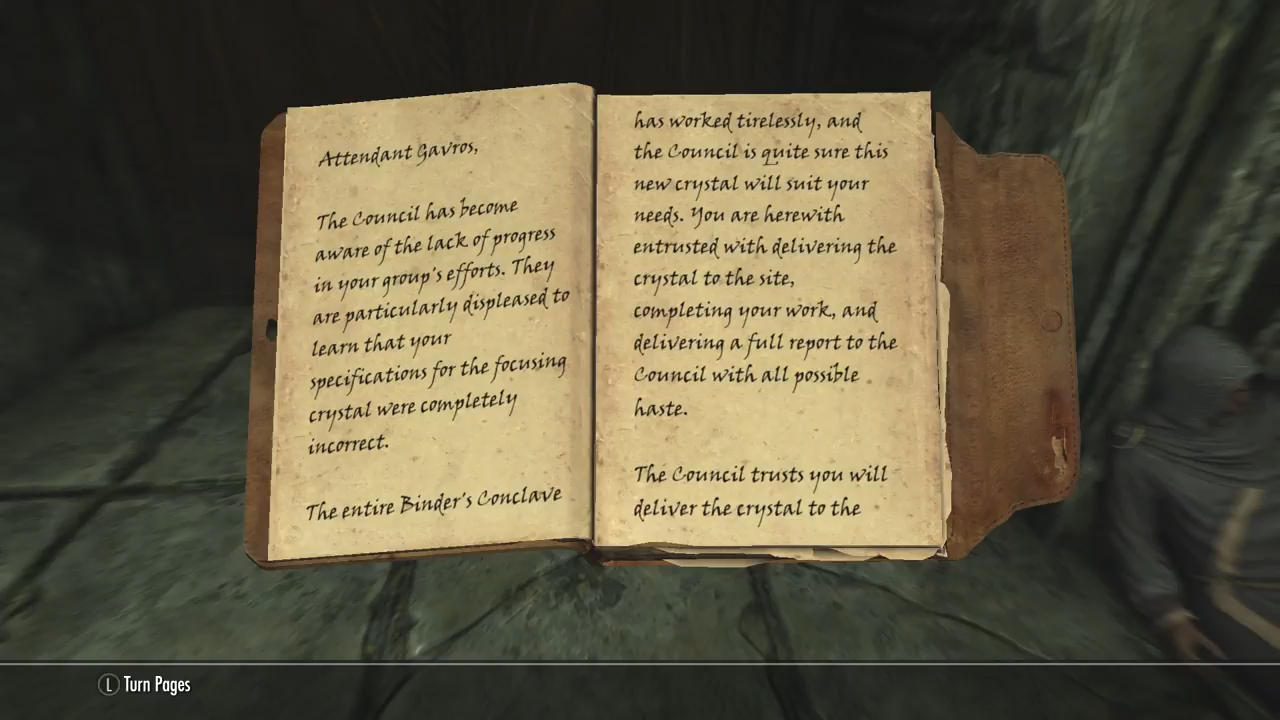 Attendant Gavros,
The Council has become
aware of the lack of progress
in your group's efforts. They
are particularly displeased to
learn that your
specifications for the focusing
crystal were completely
incorrect.
The entire Binder's Conclave
has worked tirelessly, and
the Council is quite sure this
new crystal will suit your
needs. You are herewith
entrusted with delivering the
crystal to the site,
completing your work, and
delivering a full report to the
Council with all possible
haste.
The Council trusts you will
deliver the crystal to the
L Turn Pages